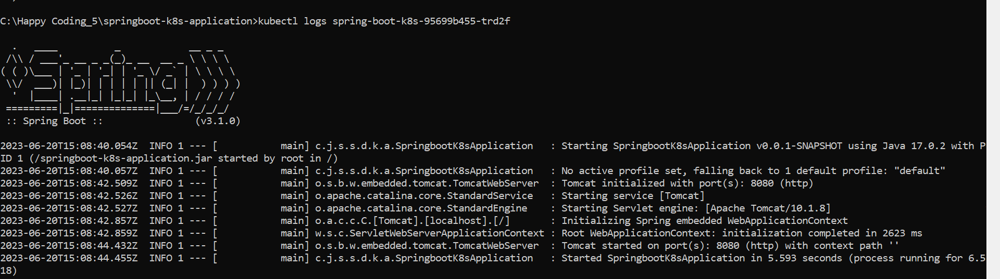 C:\Happy Coding_5\springboot-k8s-application>kubectl logs spring-boot-k8s-95699b455-trd2f
  .   ____          _            __ _ _
 /\\ / ___'_ __ _ _(_)_ __  __ _ \ \ \ \
( ( )\___ | '_ | '_| | '_ \/ _` | \ \ \ \
 \\/  ___)| |_)| | | | | || (_| |  ) ) ) )
  '  |____| .__|_| |_|_| |_\__, | / / / /
 =========|_|==============|___/=/_/_/_/
 :: Spring Boot ::                (v3.1.0)
2023-06-20T15:08:40.054Z  INFO 1 --- [           main] c.j.s.s.d.k.a.SpringbootK8sApplication   : Starting SpringbootK8sApplication v0.0.1-SNAPSHOT using Java 17.0.2 with P
ID 1 (/springboot-k8s-application.jar started by root in /)
2023-06-20T15:08:40.057Z  INFO 1 --- [           main] c.j.s.s.d.k.a.SpringbootK8sApplication   : No active profile set, falling back to 1 default profile: "default"
2023-06-20T15:08:42.509Z  INFO 1 --- [           main] o.s.b.w.embedded.tomcat.TomcatWebServer  : Tomcat initialized with port(s): 8080 (http)
2023-06-20T15:08:42.526Z  INFO 1 --- [           main] o.apache.catalina.core.StandardService   : Starting service [Tomcat]
2023-06-20T15:08:42.527Z  INFO 1 --- [           main] o.apache.catalina.core.StandardEngine    : Starting Servlet engine: [Apache Tomcat/10.1.8]
2023-06-20T15:08:42.857Z  INFO 1 --- [           main] o.a.c.c.C.[Tomcat].[localhost].[/]       : Initializing Spring embedded WebApplicationContext
2023-06-20T15:08:42.859Z  INFO 1 --- [           main] w.s.c.ServletWebServerApplicationContext : Root WebApplicationContext: initialization completed in 2623 ms
2023-06-20T15:08:44.432Z  INFO 1 --- [           main] o.s.b.w.embedded.tomcat.TomcatWebServer  : Tomcat started on port(s): 8080 (http) with context path ''
2023-06-20T15:08:44.455Z  INFO 1 --- [           main] c.j.s.s.d.k.a.SpringbootK8sApplication   : Started SpringbootK8sApplication in 5.593 seconds (process running for 6.5
18)